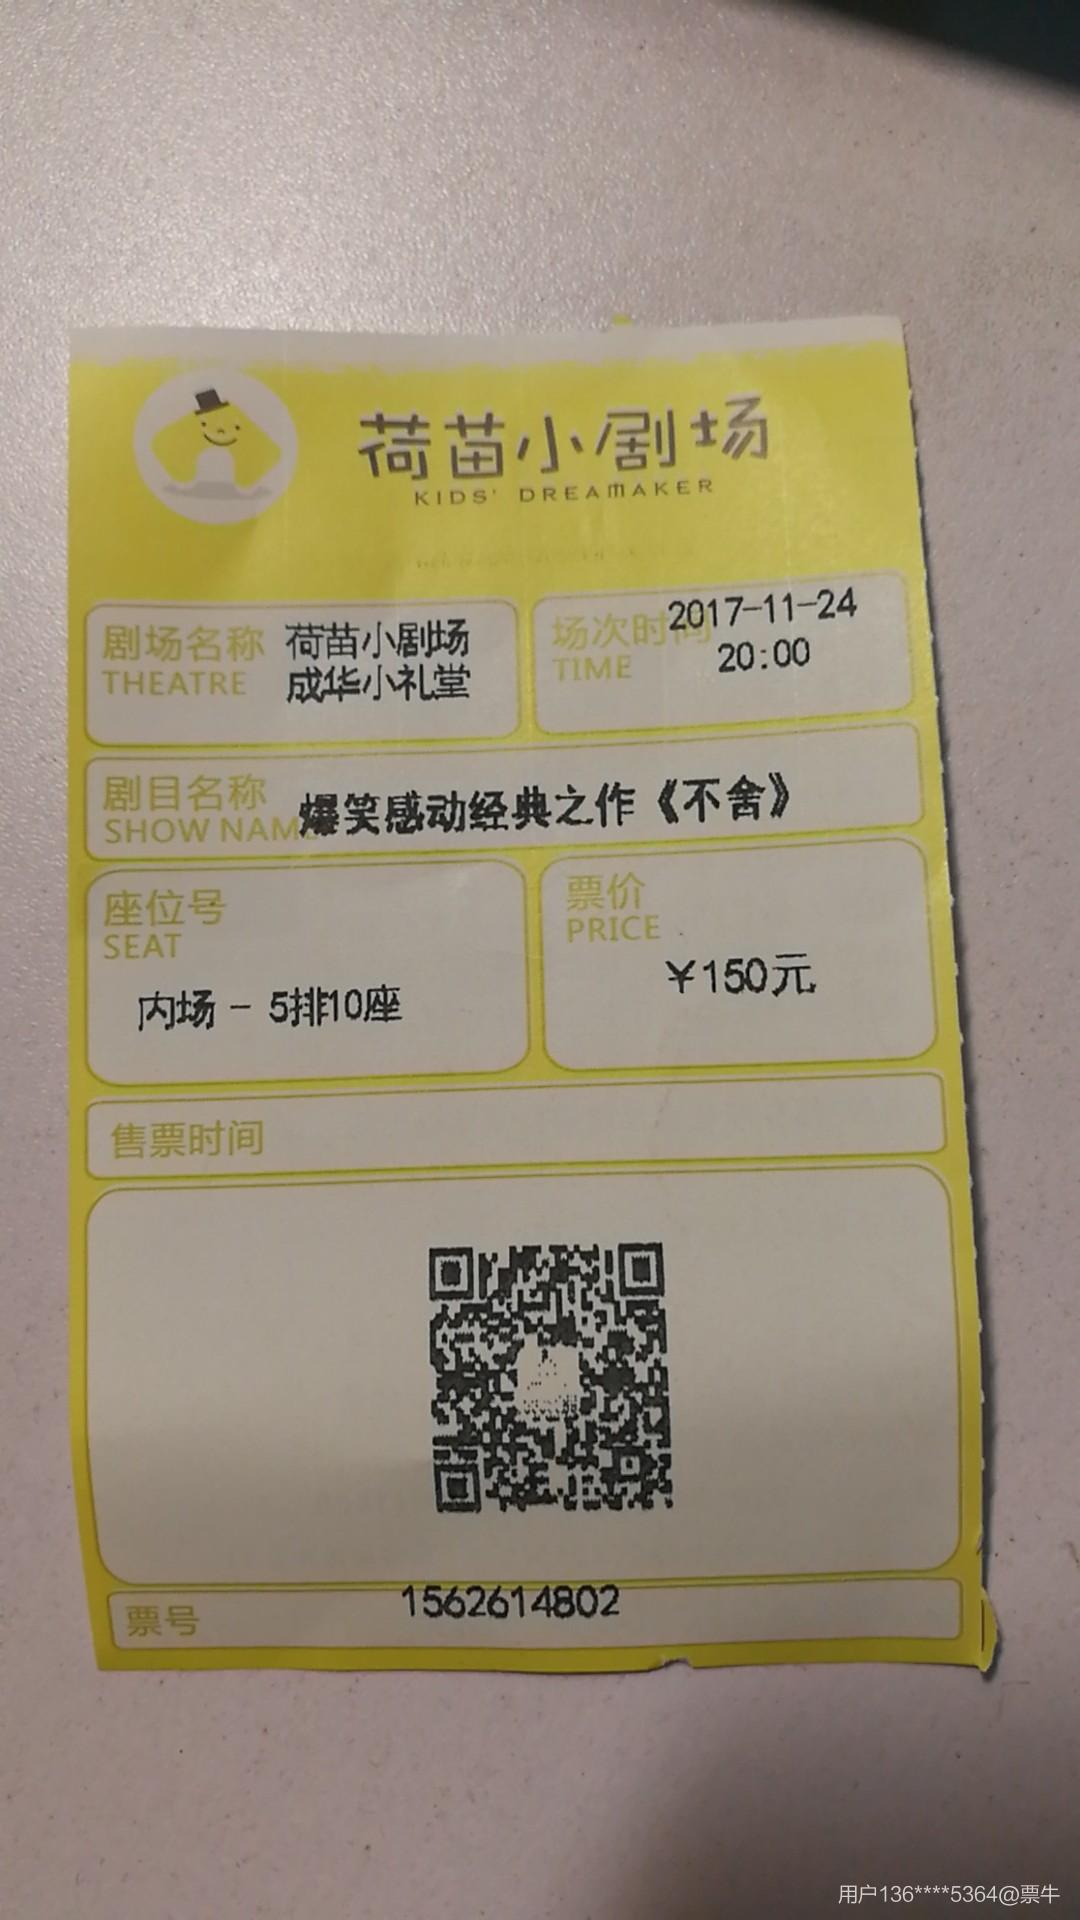 荷苗小剧场
KIDS' DREAMAKER
剧场名称 荷苗小剧场
THEATRE 成华小礼堂
场次时间 2017-11-24
TIME 20:00
剧目名称
SHOW NAME 爆笑感动经典之作《不舍》
座位号
SEAT
内场 - 5排10座
票价
PRICE
￥150元
售票时间
1562614802
票号
用户136****5364@票牛